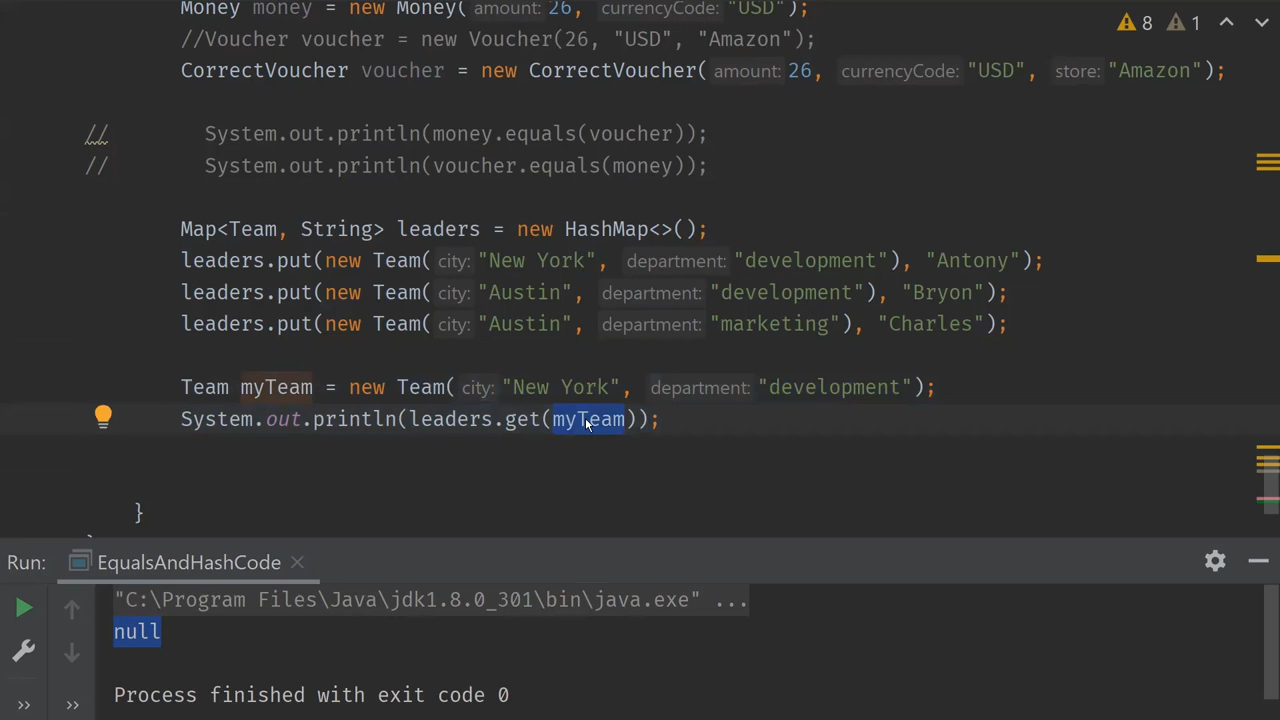 Money money = new Money( amount: 26, currencyCode: "USD");
8 1
//Voucher voucher = new Voucher(26, "USD", "Amazon");
CorrectVoucher voucher = new CorrectVoucher( amount: 26, currencyCode: "USD", store: "Amazon");
// System.out.println(money.equals(voucher));
// System.out.println(voucher.equals(money));
Map<Team, String> leaders = new HashMap<>();
leaders.put(new Team( city: "New York", department: "development"), "Antony");
leaders.put(new Team( city: "Austin", department: "development"), "Bryon");
leaders.put(new Team( city: "Austin", department: "marketing"), "Charles");
Team myTeam = new Team( city: "New York", department: "development");
System.out.println(leaders.get(myTeam));
}
Run: EqualsAndHashCode
"C:\Program Files\Java\jdk1.8.0_301\bin\java.exe" ...
null
Process finished with exit code 0